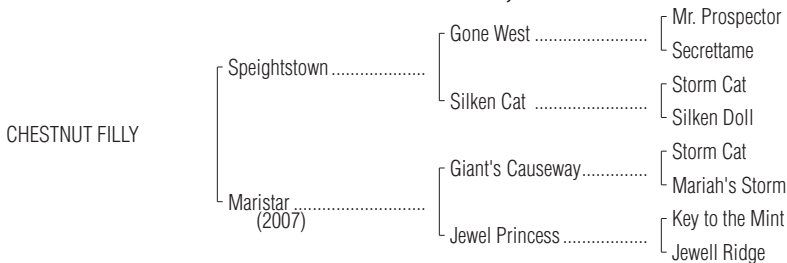 Mr. Prospector
Gone West ........................
Secrettame
Speightstown ....................
Storm Cat
Silken Cat ........................
Silken Doll
CHESTNUT FILLY
Storm Cat
Giant's Causeway..............
Mariah's Storm
Maristar ............................
(2007)
Key to the Mint
Jewel Princess ..................
Jewell Ridge